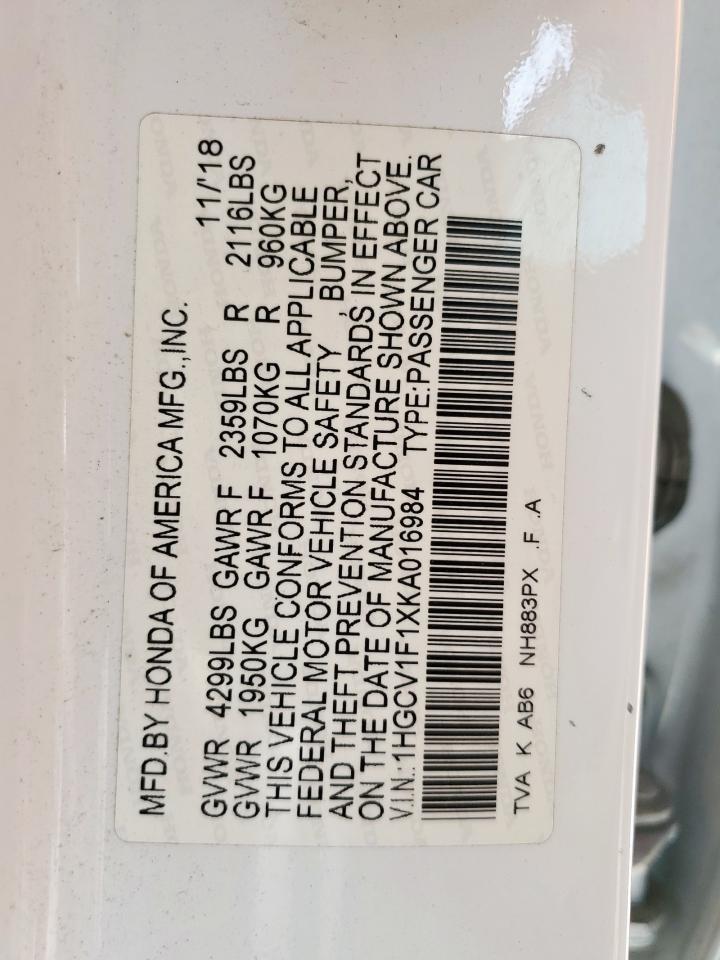 MFD.BY HONDA OF AMERICA MFG.,INC. 11/'18
GVWR 4299LBS GAWR F 2359LBS R 2116LBS
GVWR 1950KG GAWR F 1070KG R 960KG
THIS VEHICLE CONFORMS TO ALL APPLICABLE
FEDERAL MOTOR VEHICLE SAFETY , BUMPER,
AND THEFT PREVENTION STANDARDS IN EFFECT
ON THE DATE OF MANUFACTURE SHOWN ABOVE.
V.I.N.:1HGCV1F1XKA016984 TYPE:PASSENGER CAR
TVA K AB6 NH883PX .F .A